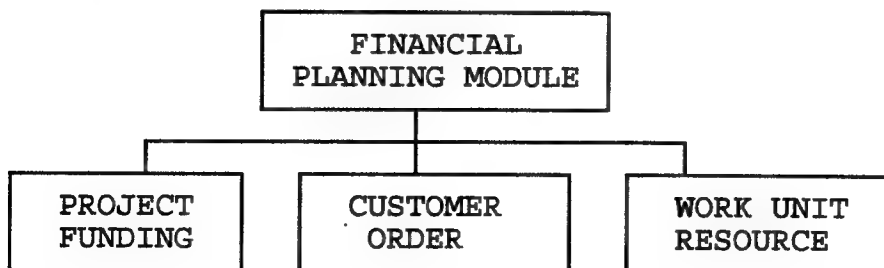 FINANCIAL
PLANNING MODULE
PROJECT
FUNDING
CUSTOMER
ORDER
WORK UNIT
RESOURCE